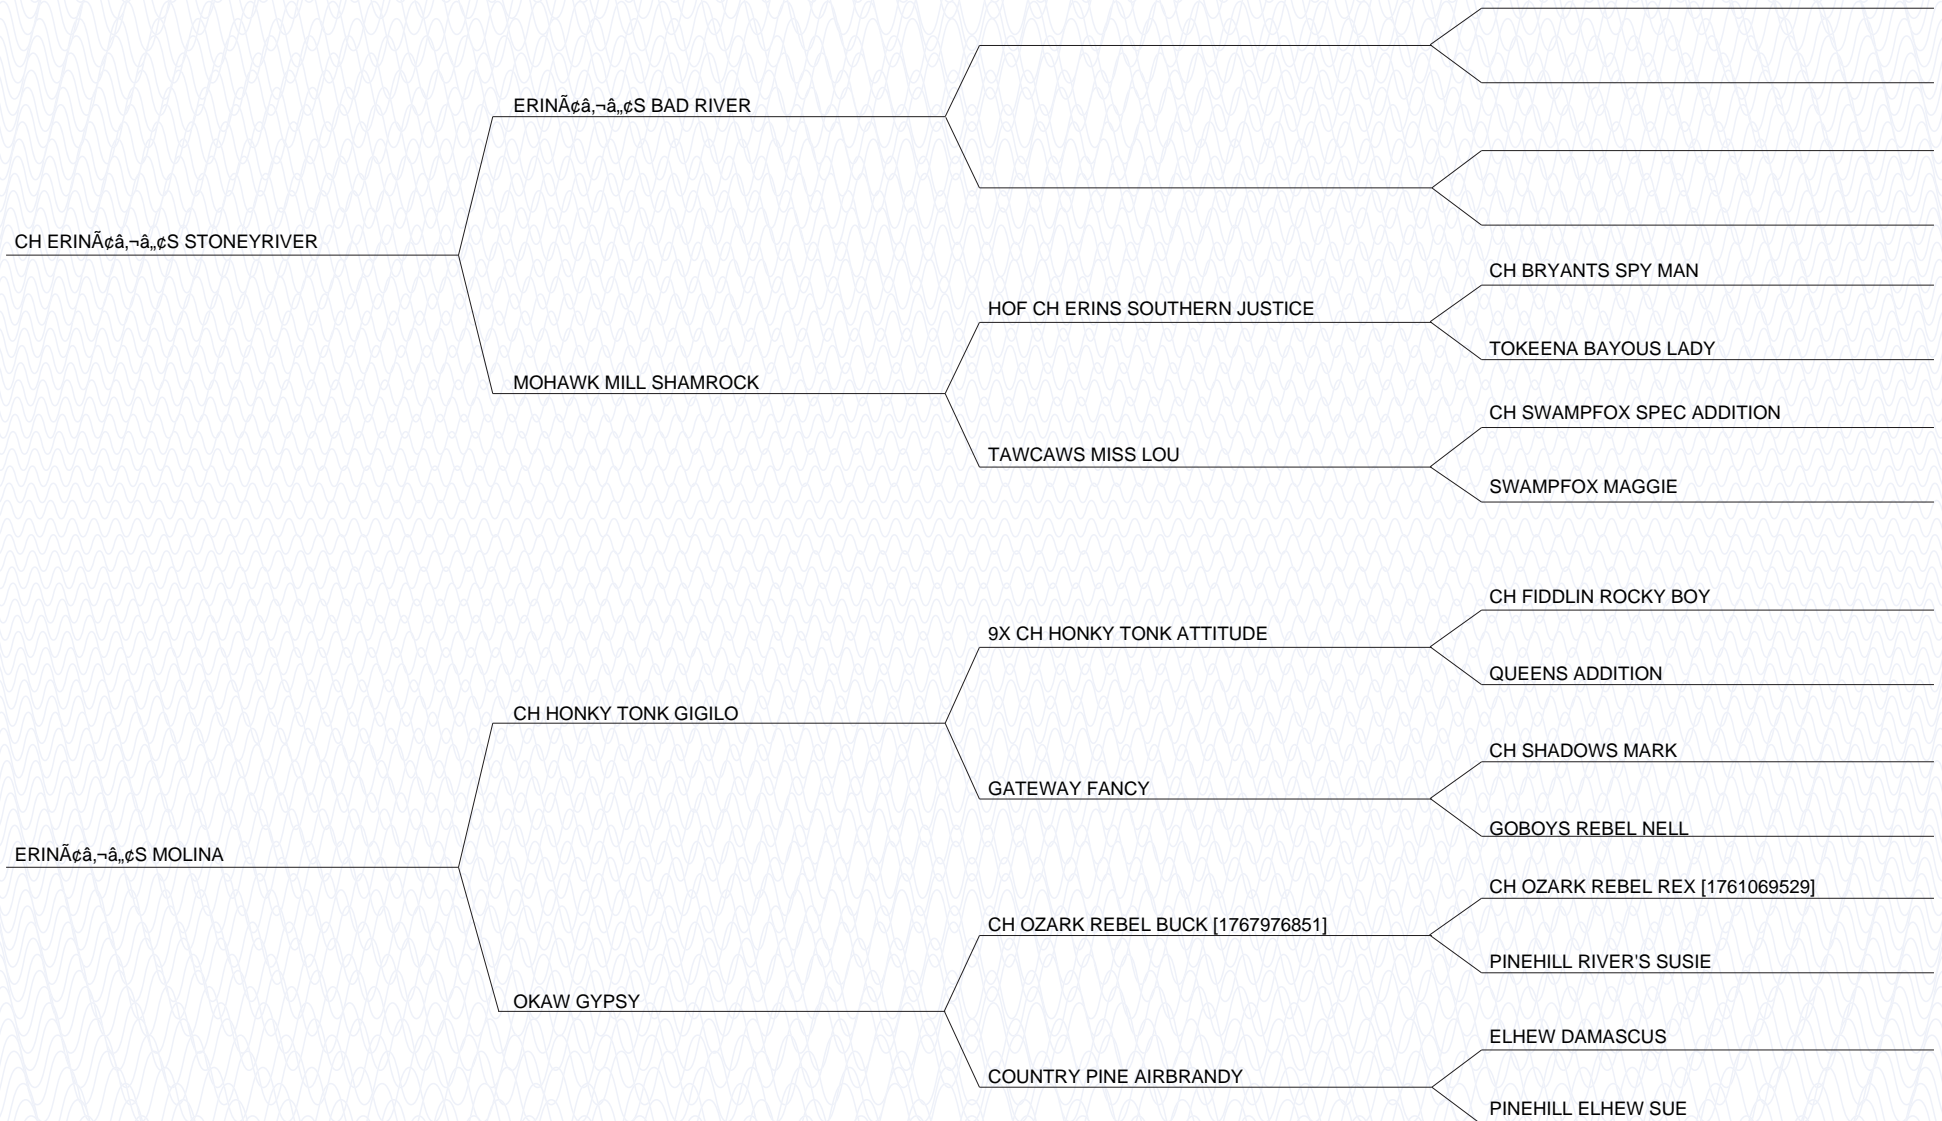 ERINÃ¢â‚¬â„¢S BAD RIVER
CH ERINÃ¢â‚¬â„¢S STONEYRIVER
CH BRYANTS SPY MAN
HOF CH ERINS SOUTHERN JUSTICE
TOKEENA BAYOUS LADY
MOHAWK MILL SHAMROCK
CH SWAMPFOX SPEC ADDITION
TAWCAWS MISS LOU
SWAMPFOX MAGGIE
CH FIDDLIN ROCKY BOY
9X CH HONKY TONK ATTITUDE
QUEENS ADDITION
CH HONKY TONK GIGILO
CH SHADOWS MARK
GATEWAY FANCY
GOBOYS REBEL NELL
ERINÃ¢â‚¬â„¢S MOLINA
CH OZARK REBEL REX [1761069529]
CH OZARK REBEL BUCK [1767976851]
PINEHILL RIVER'S SUSIE
OKAW GYPSY
ELHEW DAMASCUS
COUNTRY PINE AIRBRANDY
PINEHILL ELHEW SUE